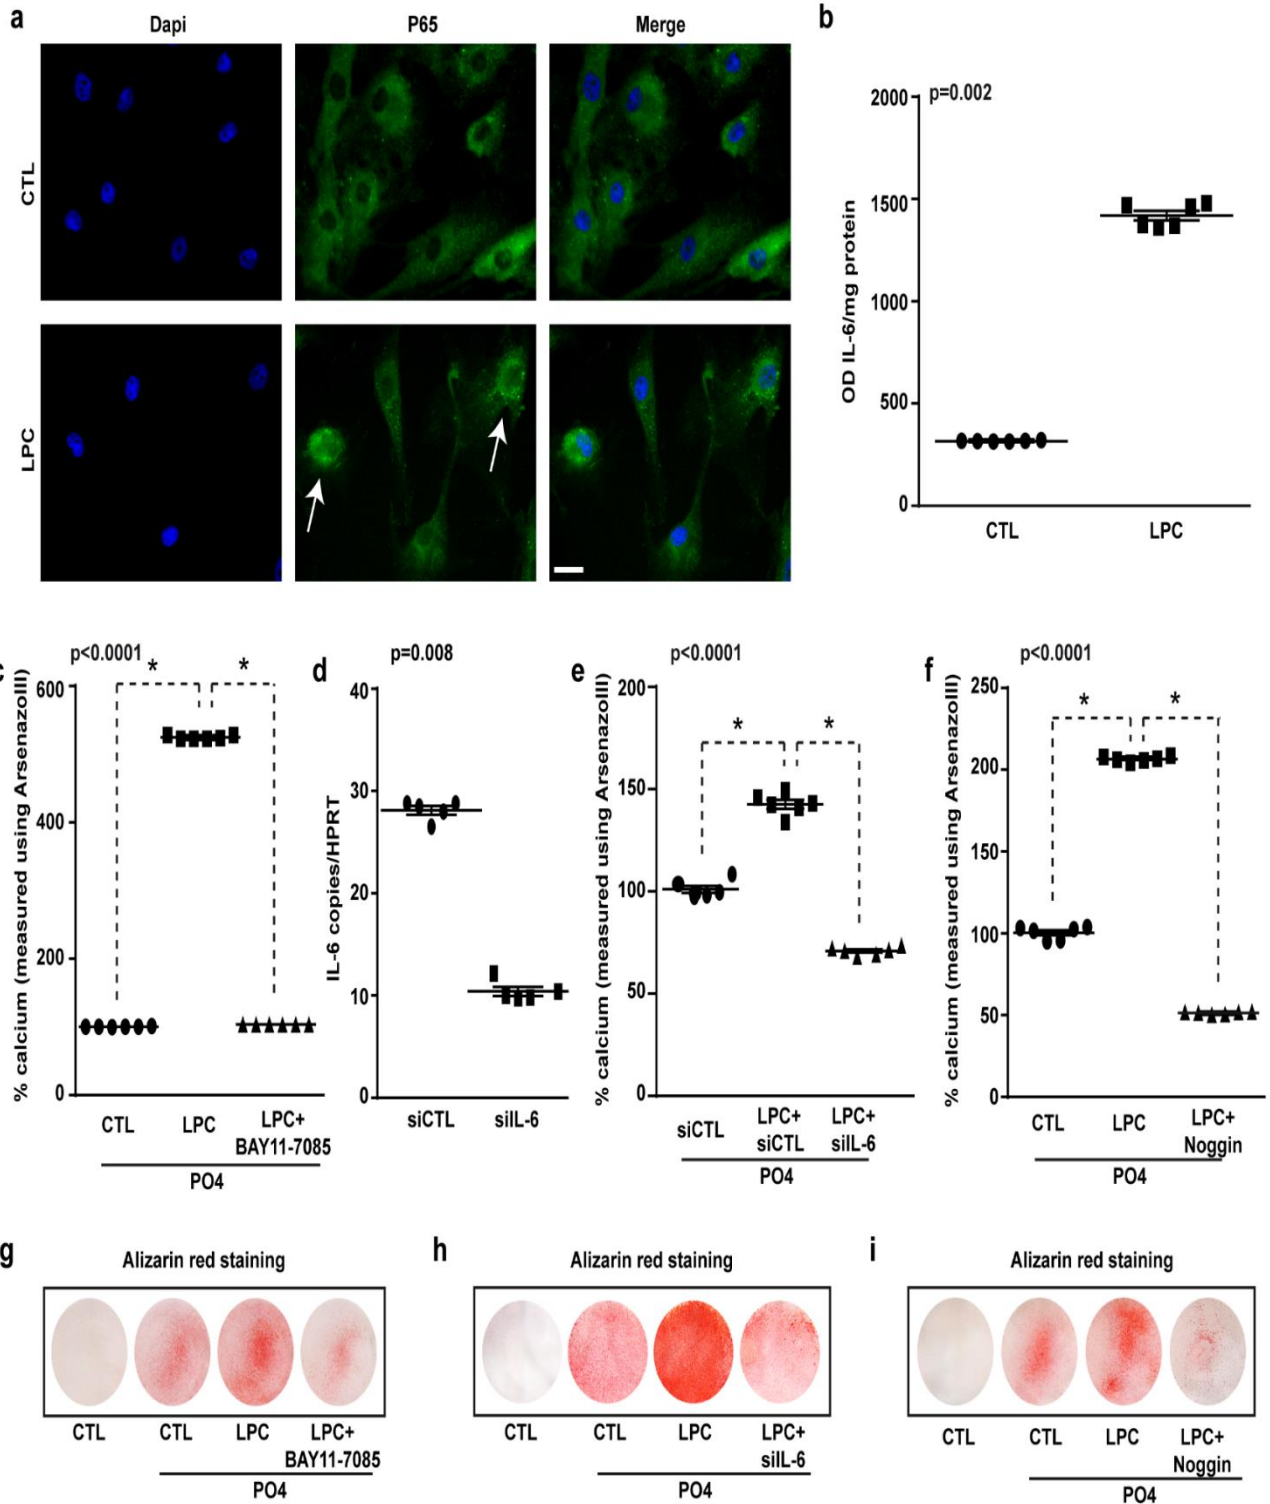 a
Dapi
P65
Merge
CTL
LPC
b
p=0.002
OD IL-6/mg protein
2000
1500
1000
500
0
CTL
LPC
c
p<0.0001
% calcium (measured using ArsenazoIII)
600
400
200
0
*
*
CTL
LPC
LPC+
BAY11-7085
PO4
d
p=0.008
IL-6 copies/HPRT
40
30
20
10
0
siCTL
siIL-6
e
p<0.0001
% calcium (measured using ArsenazoIII)
200
150
100
50
0
*
*
siCTL
LPC+
siCTL
LPC+
siIL-6
PO4
f
p<0.0001
% calcium (measured using ArsenazoIII)
250
200
150
100
50
0
*
*
CTL
LPC
LPC+
Noggin
PO4
g
Alizarin red staining
CTL
CTL
LPC
LPC+
BAY11-7085
PO4
h
Alizarin red staining
CTL
CTL
LPC
LPC+
siIL-6
PO4
i
Alizarin red staining
CTL
CTL
LPC
LPC+
Noggin
PO4